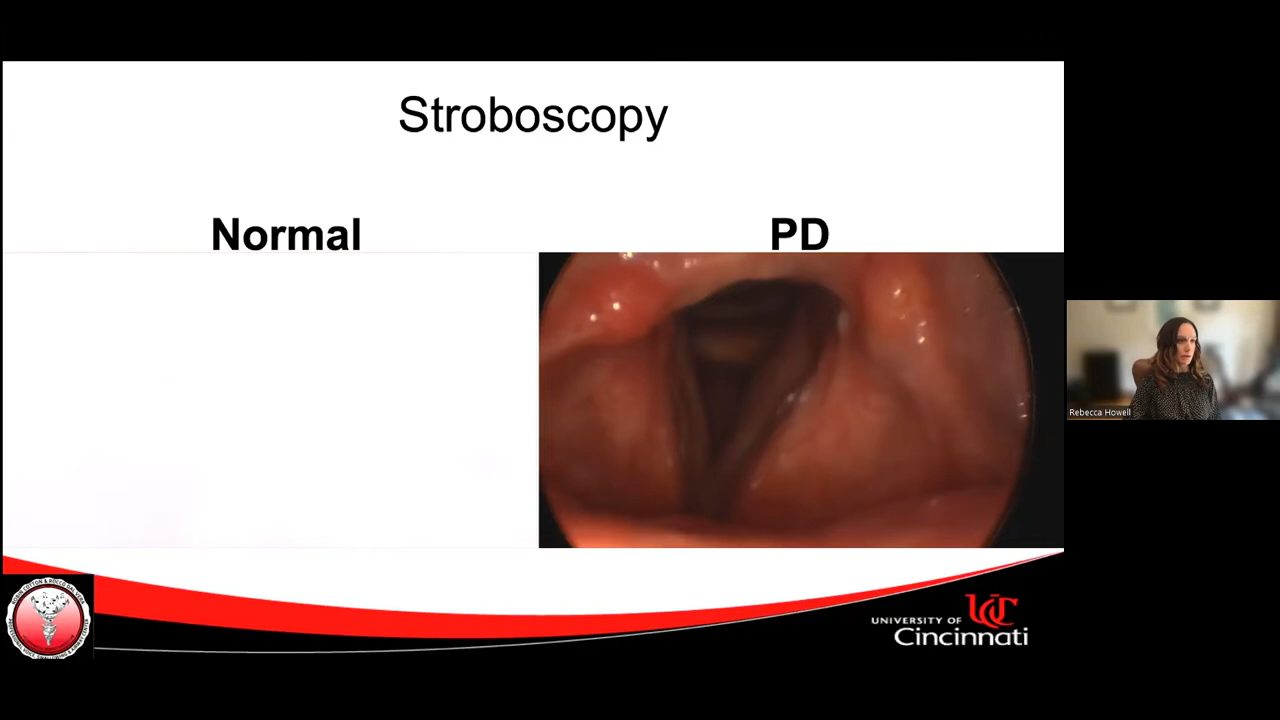 Stroboscopy
Normal
PD
Rebecca Howell
UNIVERSITY OF
UC
Cincinnati